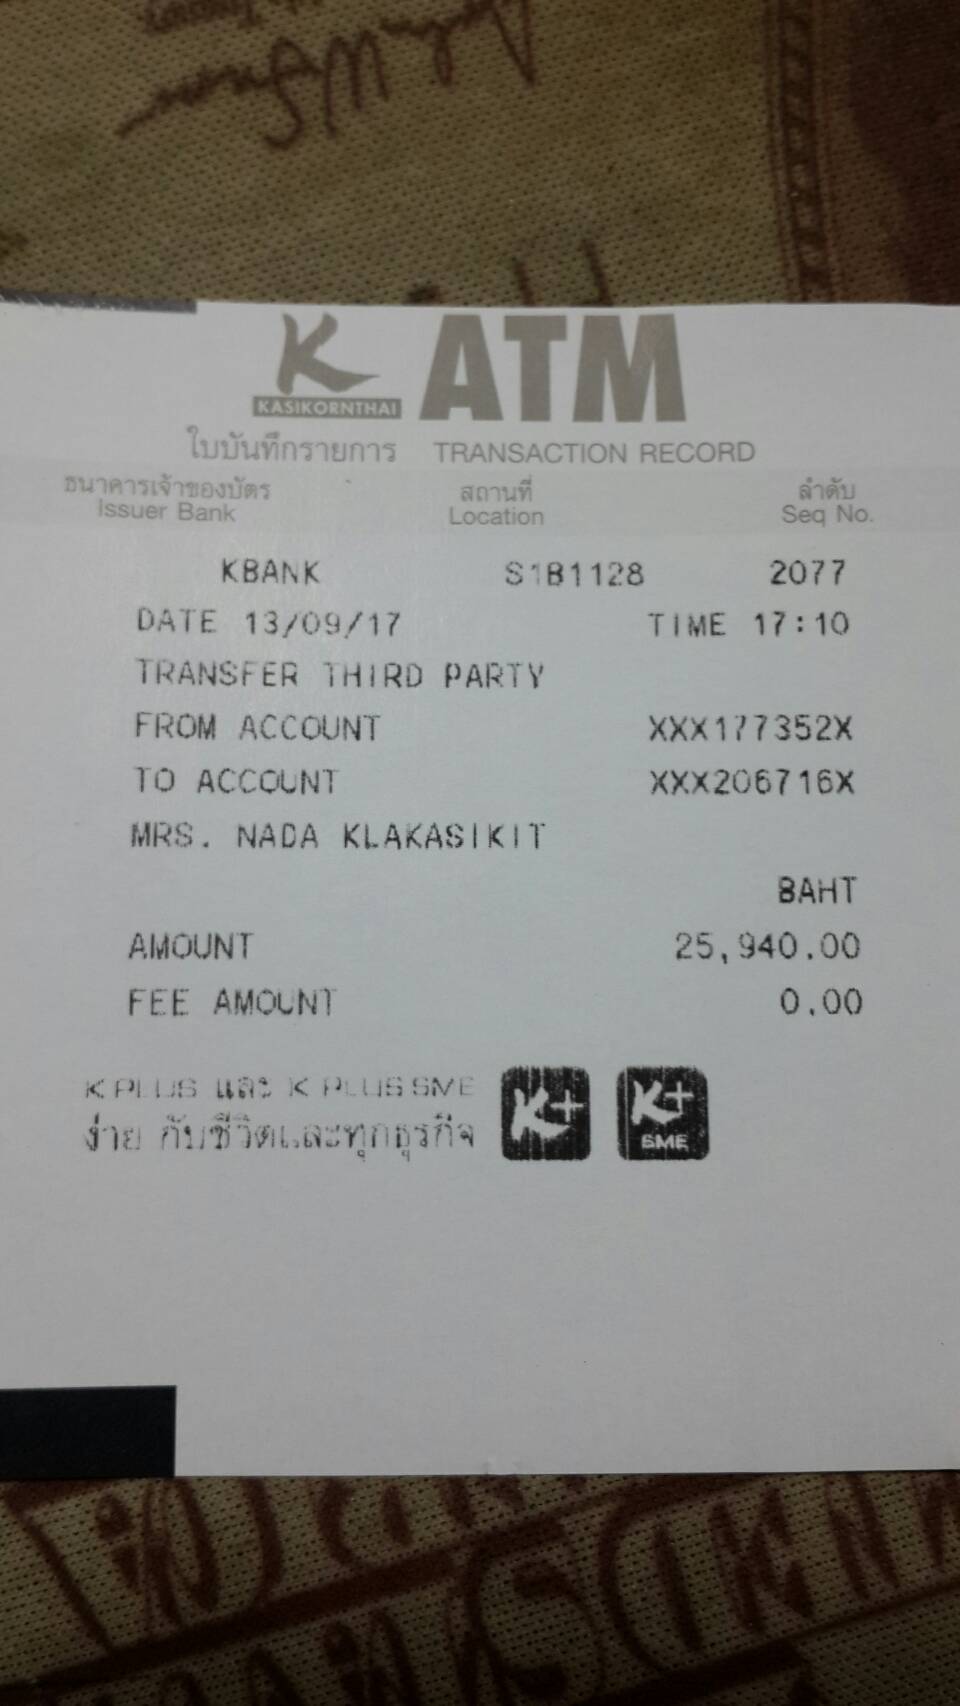 K ATM
KASIKORNTHAI
ใบบันทึกรายการ TRANSACTION RECORD
ธนาคารเจ้าของบัตร สถานที่ ลำดับ
Issuer Bank Location Seq No.
KBANK S1B1128 2077
DATE 13/09/17 TIME 17:10
TRANSFER THIRD PARTY
FROM ACCOUNT XXX177352X
TO ACCOUNT XXX206716X
MRS. NADA KLAKASIKIT
BAHT
AMOUNT 25,940.00
FEE AMOUNT 0.00
K PLUS และ K PLUS SME K+ K+
ง่าย กับชีวิตและทุกธุรกิจ SME